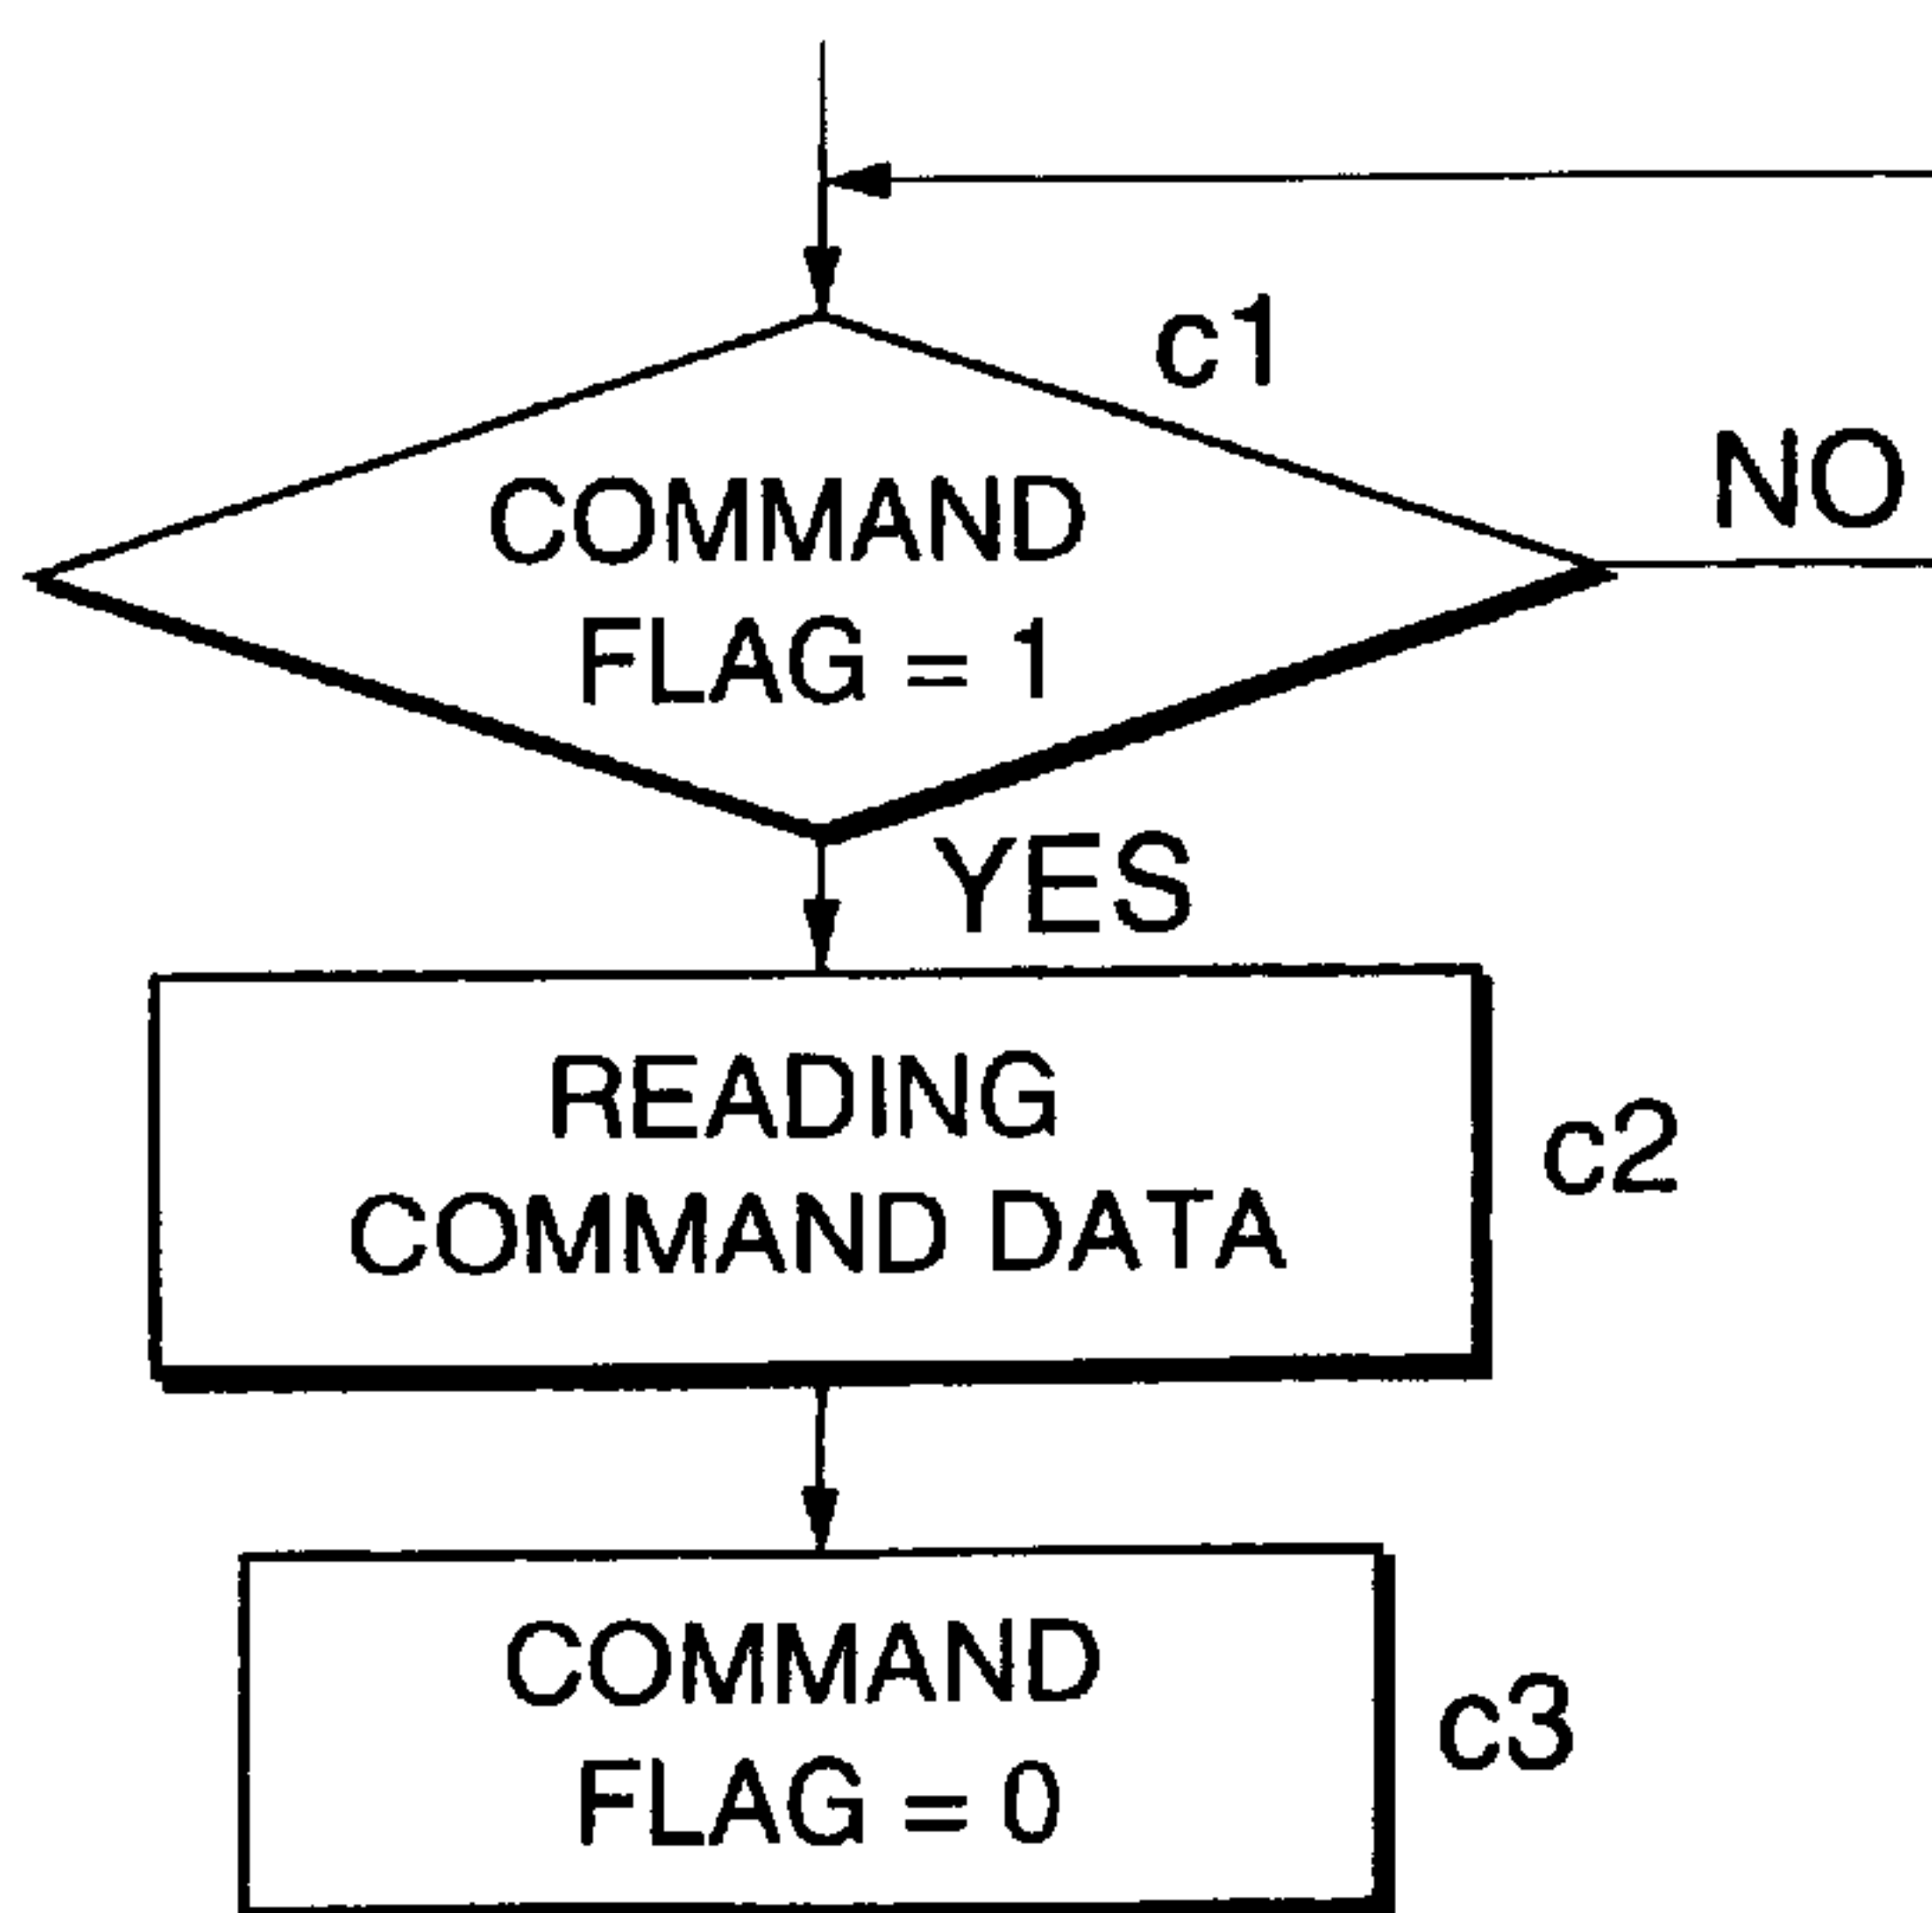 c1
COMMAND
FLAG = 1
NO
YES
READING
COMMAND DATA
c2
COMMAND
FLAG = 0
c3